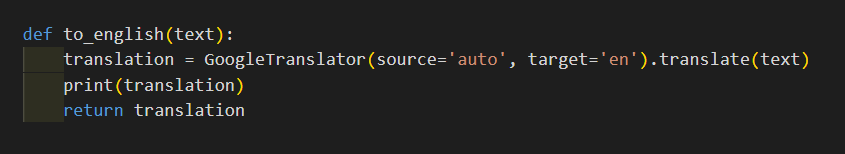 def to_english(text):
    translation = GoogleTranslator(source='auto', target='en').translate(text)
    print(translation)
    return translation